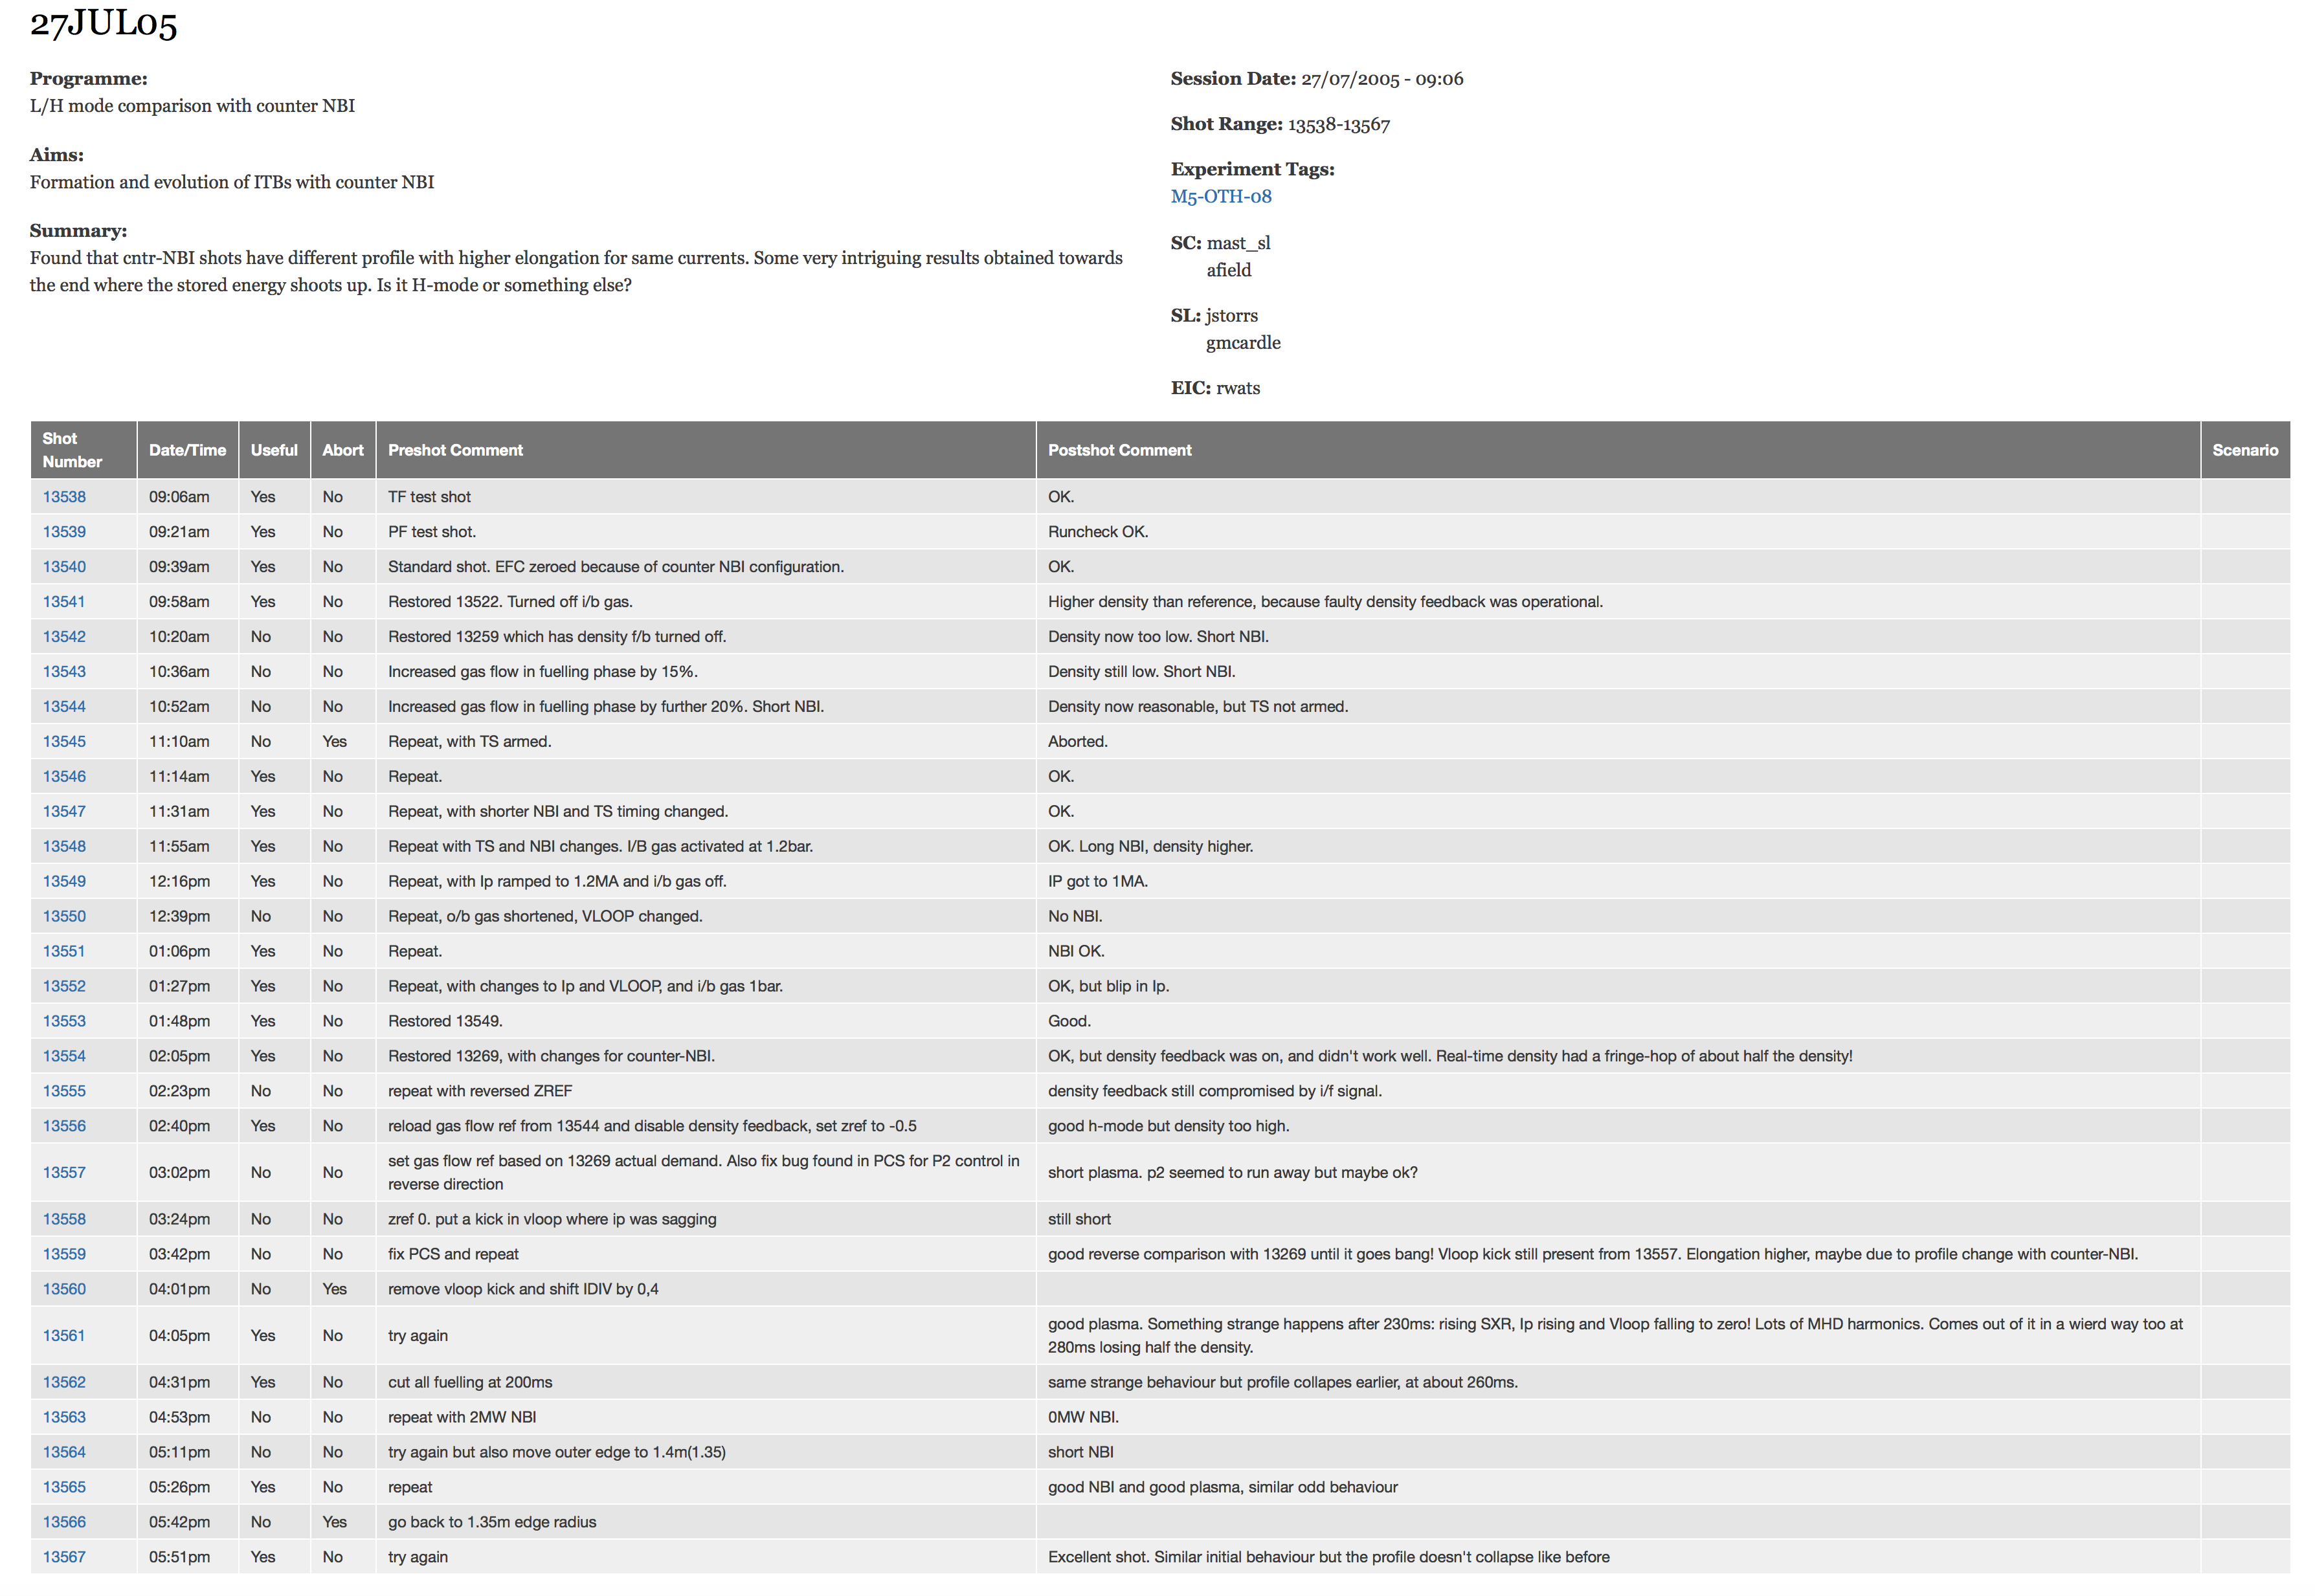 27JUL05
Programme:
L/H mode comparison with counter NBI
Aims:
Formation and evolution of ITBs with counter NBI
Summary:
Found that cntr-NBI shots have different profile with higher elongation for same currents. Some very intriguing results obtained towards
the end where the stored energy shoots up. Is it H-mode or something else?
Session Date: 27/07/2005 - 09:06
Shot Range: 13538-13567
Experiment Tags:
M5-OTH-08
SC: mast_sl
afield
SL: jstorrs
gmcardle
EIC: rwats
Shot Number Date/Time Useful Abort Preshot Comment Postshot Comment Scenario
13538 09:06am Yes No TF test shot OK.
13539 09:21am Yes No PF test shot. Runcheck OK.
13540 09:39am Yes No Standard shot. EFC zeroed because of counter NBI configuration. OK.
13541 09:58am Yes No Restored 13522. Turned off i/b gas. Higher density than reference, because faulty density feedback was operational.
13542 10:20am No No Restored 13259 which has density f/b turned off. Density now too low. Short NBI.
13543 10:36am No No Increased gas flow in fuelling phase by 15%. Density still low. Short NBI.
13544 10:52am No No Increased gas flow in fuelling phase by further 20%. Short NBI. Density now reasonable, but TS not armed.
13545 11:10am No Yes Repeat, with TS armed. Aborted.
13546 11:14am Yes No Repeat. OK.
13547 11:31am Yes No Repeat, with shorter NBI and TS timing changed. OK.
13548 11:55am Yes No Repeat with TS and NBI changes. I/B gas activated at 1.2bar. OK. Long NBI, density higher.
13549 12:16pm Yes No Repeat, with Ip ramped to 1.2MA and i/b gas off. IP got to 1MA.
13550 12:39pm No No Repeat, o/b gas shortened, VLOOP changed. No NBI.
13551 01:06pm Yes No Repeat. NBI OK.
13552 01:27pm Yes No Repeat, with changes to Ip and VLOOP, and i/b gas 1bar. OK, but blip in Ip.
13553 01:48pm Yes No Restored 13549. Good.
13554 02:05pm Yes No Restored 13269, with changes for counter-NBI. OK, but density feedback was on, and didn't work well. Real-time density had a fringe-hop of about half the density!
13555 02:23pm No No repeat with reversed ZREF density feedback still compromised by i/f signal.
13556 02:40pm Yes No reload gas flow ref from 13544 and disable density feedback, set zref to -0.5 good h-mode but density too high.
13557 03:02pm No No set gas flow ref based on 13269 actual demand. Also fix bug found in PCS for P2 control in
reverse direction short plasma. p2 seemed to run away but maybe ok?
13558 03:24pm No No zref 0. put a kick in vloop where ip was sagging still short
13559 03:42pm No No fix PCS and repeat good reverse comparison with 13269 until it goes bang! Vloop kick still present from 13557. Elongation higher, maybe due to profile change with counter-NBI.
13560 04:01pm No Yes remove vloop kick and shift IDIV by 0,4
13561 04:05pm Yes No try again good plasma. Something strange happens after 230ms: rising SXR, Ip rising and Vloop falling to zero! Lots of MHD harmonics. Comes out of it in a wierd way too at
280ms losing half the density.
13562 04:31pm Yes No cut all fuelling at 200ms same strange behaviour but profile collapes earlier, at about 260ms.
13563 04:53pm No No repeat with 2MW NBI 0MW NBI.
13564 05:11pm No No try again but also move outer edge to 1.4m(1.35) short NBI
13565 05:26pm Yes No repeat good NBI and good plasma, similar odd behaviour
13566 05:42pm No Yes go back to 1.35m edge radius
13567 05:51pm Yes No try again Excellent shot. Similar initial behaviour but the profile doesn't collapse like before